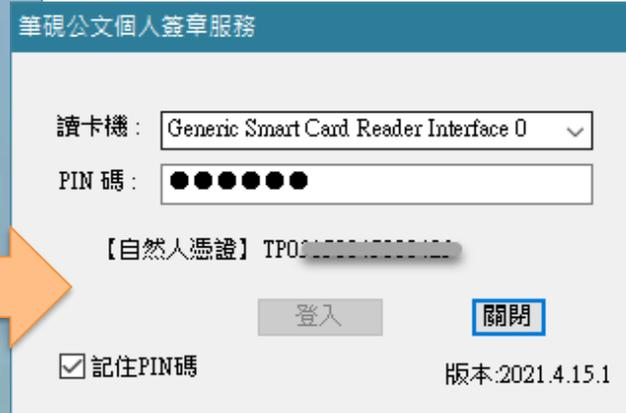 筆硯公文個人簽章服務
讀卡機： Generic Smart Card Reader Interface 0
PIN 碼： ●●●●●●
【自然人憑證】
登入 關閉
記住PIN碼 版本:2021.4.15.1